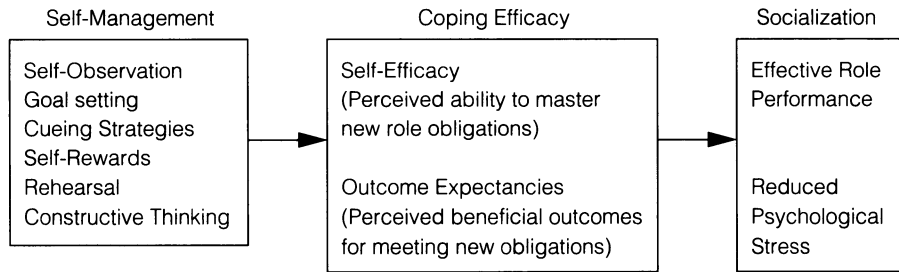 Self-Management
Self-Observation
Goal setting
Cueing Strategies
Self-Rewards
Rehearsal
Constructive Thinking
Coping Efficacy
Self-Efficacy
(Perceived ability to master
new role obligations)
Outcome Expectancies
(Perceived beneficial outcomes
for meeting new obligations)
Socialization
Effective Role
Performance
Reduced
Psychological
Stress